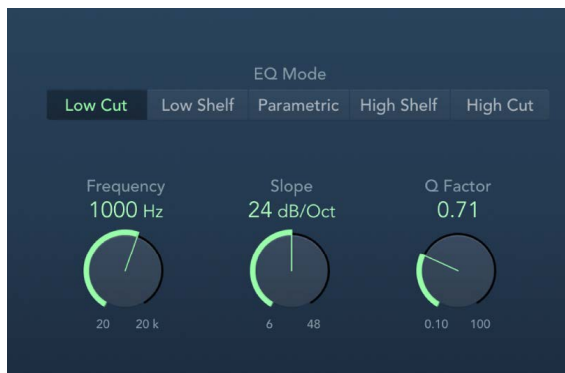 EQ Mode
Low Cut Low Shelf Parametric High Shelf High Cut
Frequency Slope Q Factor
1000 Hz 24 dB/Oct 0.71
20 20 k 6 48 0.10 100